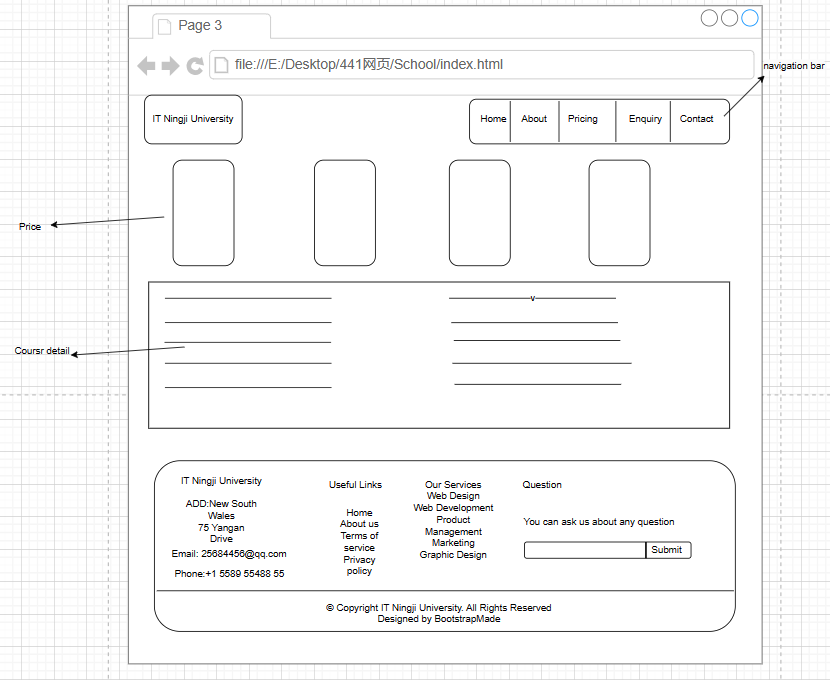 Page 3
file:///E:/Desktop/441网页/School/index.html
navigation bar
IT Ningji University
Home
About
Pricing
Enquiry
Contact
Price
v
Coursr detail
IT Ningji University
ADD:New South
Wales
75 Yangan
Drive
Email: 25684456@qq.com
Phone:+1 5589 55488 55
Useful Links
Home
About us
Terms of
service
Privacy
policy
Our Services
Web Design
Web Development
Product
Management
Marketing
Graphic Design
Question
You can ask us about any question
Submit
© Copyright IT Ningji University. All Rights Reserved
Designed by BootstrapMade